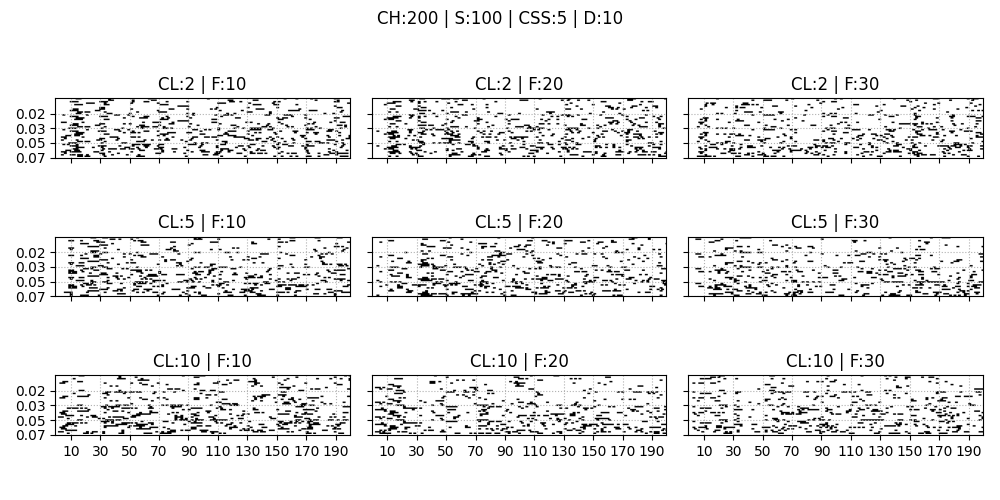 CH:200 | S:100 | CSS:5 | D:10
CL:2 | F:10
CL:2 | F:20
CL:2 | F:30
0.02
0.03
0.05
0.07
CL:5 | F:10
CL:5 | F:20
CL:5 | F:30
0.02
0.03
0.05
0.07
CL:10 | F:10
CL:10 | F:20
CL:10 | F:30
0.02
0.03
0.05
0.07
10 30 50 70 90 110 130 150 170 190
10 30 50 70 90 110 130 150 170 190
10 30 50 70 90 110 130 150 170 190